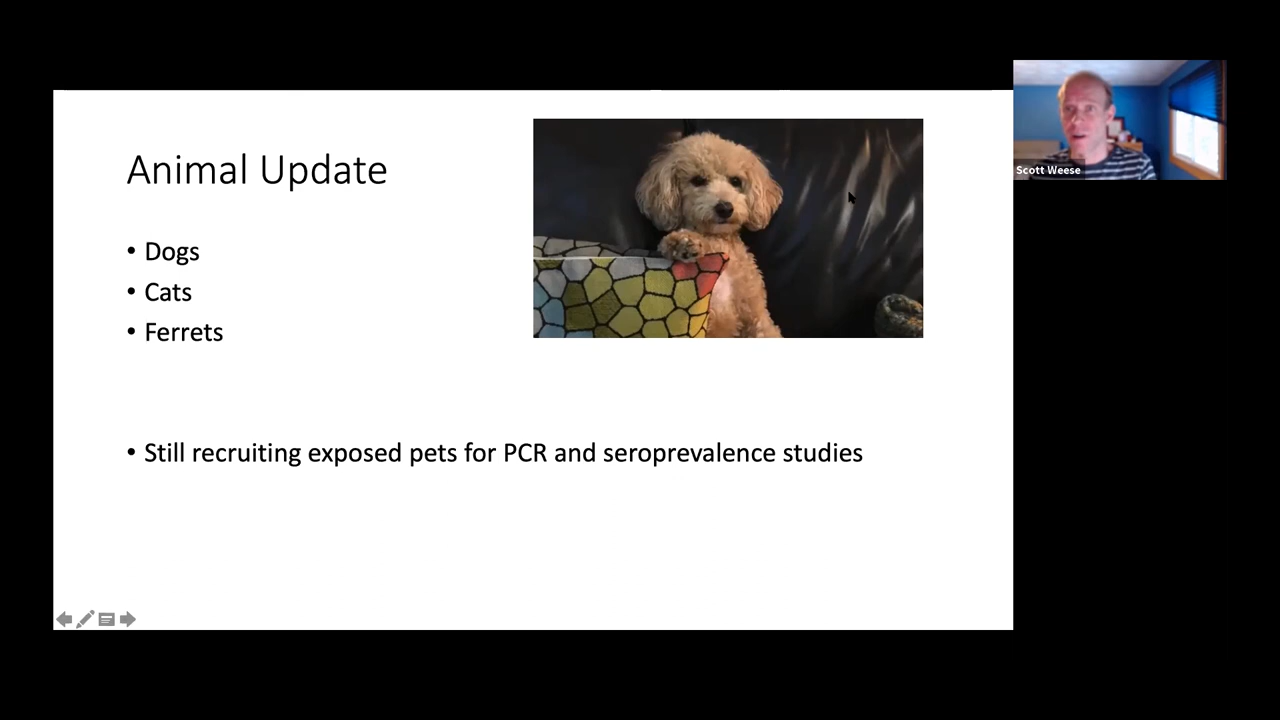 Animal Update
• Dogs
• Cats
• Ferrets
• Still recruiting exposed pets for PCR and seroprevalence studies
Scott Weese